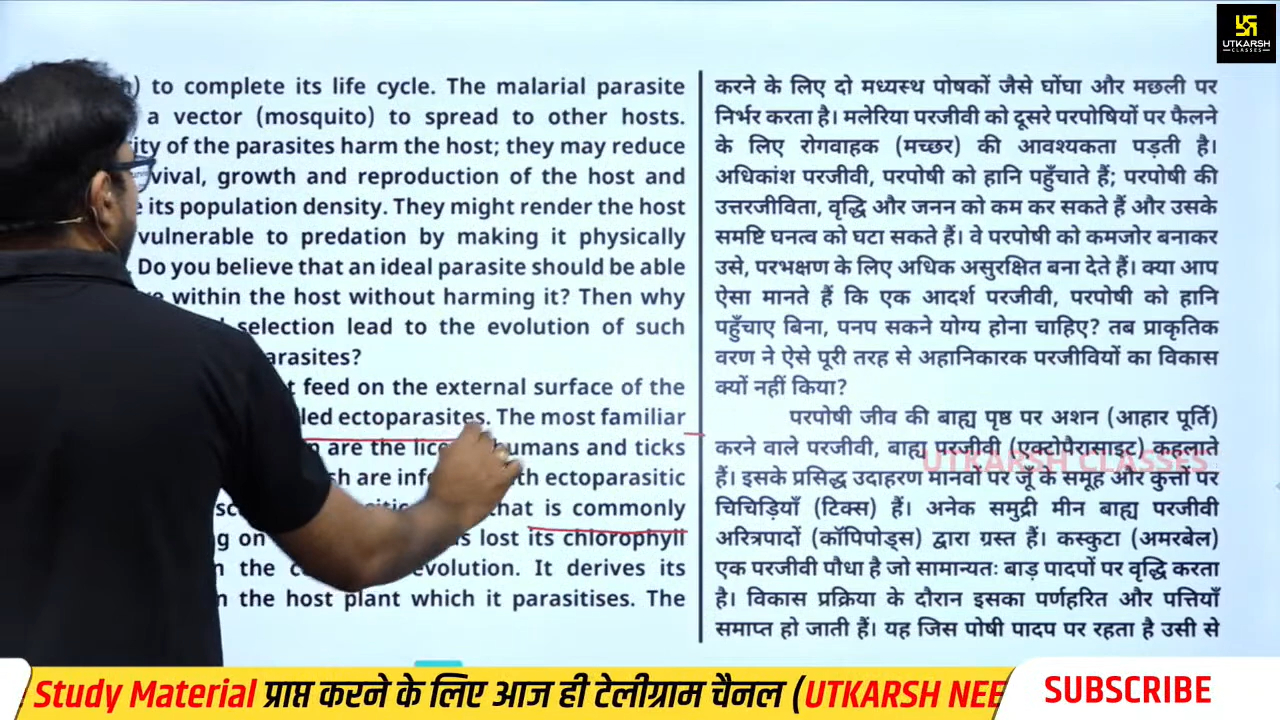 UTKARSH
CLASSES
to complete its life cycle. The malarial parasite
a vector (mosquito) to spread to other hosts.
of the parasites harm the host; they may reduce
growth and reproduction of the host and
its population density. They might render the host
vulnerable to predation by making it physically
Do you believe that an ideal parasite should be able
within the host without harming it? Then why
selection lead to the evolution of such
feed on the external surface of the
ectoparasites. The most familiar
are the humans and ticks
are ectoparasitic
is commonly
on lost its chlorophyll
the evolution. It derives its
the host plant which it parasitises. The
करने के लिए दो मध्यस्थ पोषकों जैसे घोंघा और मछली पर
निर्भर करता है। मलेरिया परजीवी को दूसरे परपोषियों पर फैलने
के लिए रोगवाहक (मच्छर) की आवश्यकता पड़ती है।
अधिकांश परजीवी, परपोषी को हानि पहुँचाते हैं; परपोषी की
उत्तरजीविता, वृद्धि और जनन को कम कर सकते हैं और उसके
समष्टि घनत्व को घटा सकते हैं। वे परपोषी को कमजोर बनाकर
उसे, परभक्षण के लिए अधिक असुरक्षित बना देते हैं। क्या आप
ऐसा मानते हैं कि एक आदर्श परजीवी, परपोषी को हानि
पहुँचाए बिना, पनप सकने योग्य होना चाहिए? तब प्राकृतिक
वरण ने ऐसे पूरी तरह से अहानिकारक परजीवियों का विकास
क्यों नहीं किया?
परपोषी जीव की बाह्य पृष्ठ पर अशन (आहार पूर्ति)
करने वाले परजीवी, बाह्य परजीवी (एक्टोपैरासाइट) कहलाते
हैं। इसके प्रसिद्ध उदाहरण मानवों पर जूँ के समूह और कुत्तों पर
चिचिड़ियाँ (टिक्स) हैं। अनेक समुद्री मीन बाह्य परजीवी
अरित्रपादों (कॉपिपोड्स) द्वारा ग्रस्त हैं। कस्कुटा (अमरबेल)
एक परजीवी पौधा है जो सामान्यतः बाड़ पादपों पर वृद्धि करता
है। विकास प्रक्रिया के दौरान इसका पर्णहरित और पत्तियाँ
समाप्त हो जाती हैं। यह जिस पोषी पादप पर रहता है उसी से
UTKARSH CLASSES
Study Material प्राप्त करने के लिए आज ही टेलीग्राम चैनल (UTKARSH
SUBSCRIBE